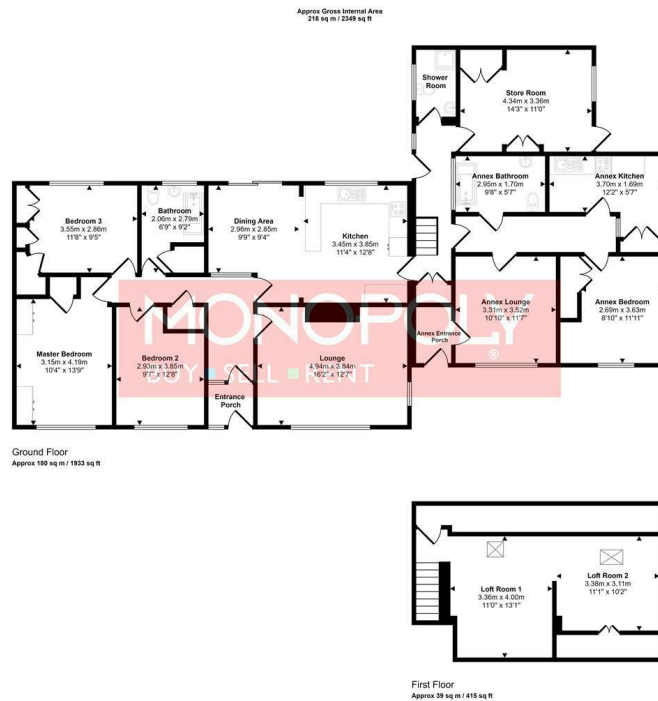 Approx Gross Internal Area
218 sq m / 2349 sq ft
Shower
Room
Store Room
4.34m x 3.36m
14'3" x 11'0"
Annex Bathroom
2.95m x 1.70m
9'8" x 5'7"
Annex Kitchen
3.70m x 1.69m
12'2" x 5'7"
Bedroom 3
3.55m x 2.86m
11'8" x 9'5"
Bathroom
2.06m x 2.79m
6'9" x 9'2"
Dining Area
2.96m x 2.85m
9'9" x 9'4"
Kitchen
3.45m x 3.85m
11'4" x 12'8"
Annex Lounge
3.31m x 3.52m
10'10" x 11'7"
Annex Bedroom
2.69m x 3.63m
8'10" x 11'11"
MONOPOLY
BUY SELL RENT
®
Master Bedroom
3.15m x 4.19m
10'4" x 13'9"
Bedroom 2
2.93m x 3.85m
9'7" x 12'8"
Lounge
4.94m x 3.84m
16'2" x 12'7"
Annex Entrance
Porch
Entrance
Porch
Ground Floor
Approx 180 sq m / 1933 sq ft
Loft Room 1
3.36m x 4.00m
11'0" x 13'1"
Loft Room 2
3.38m x 3.11m
11'1" x 10'2"
First Floor
Approx 39 sq m / 415 sq ft